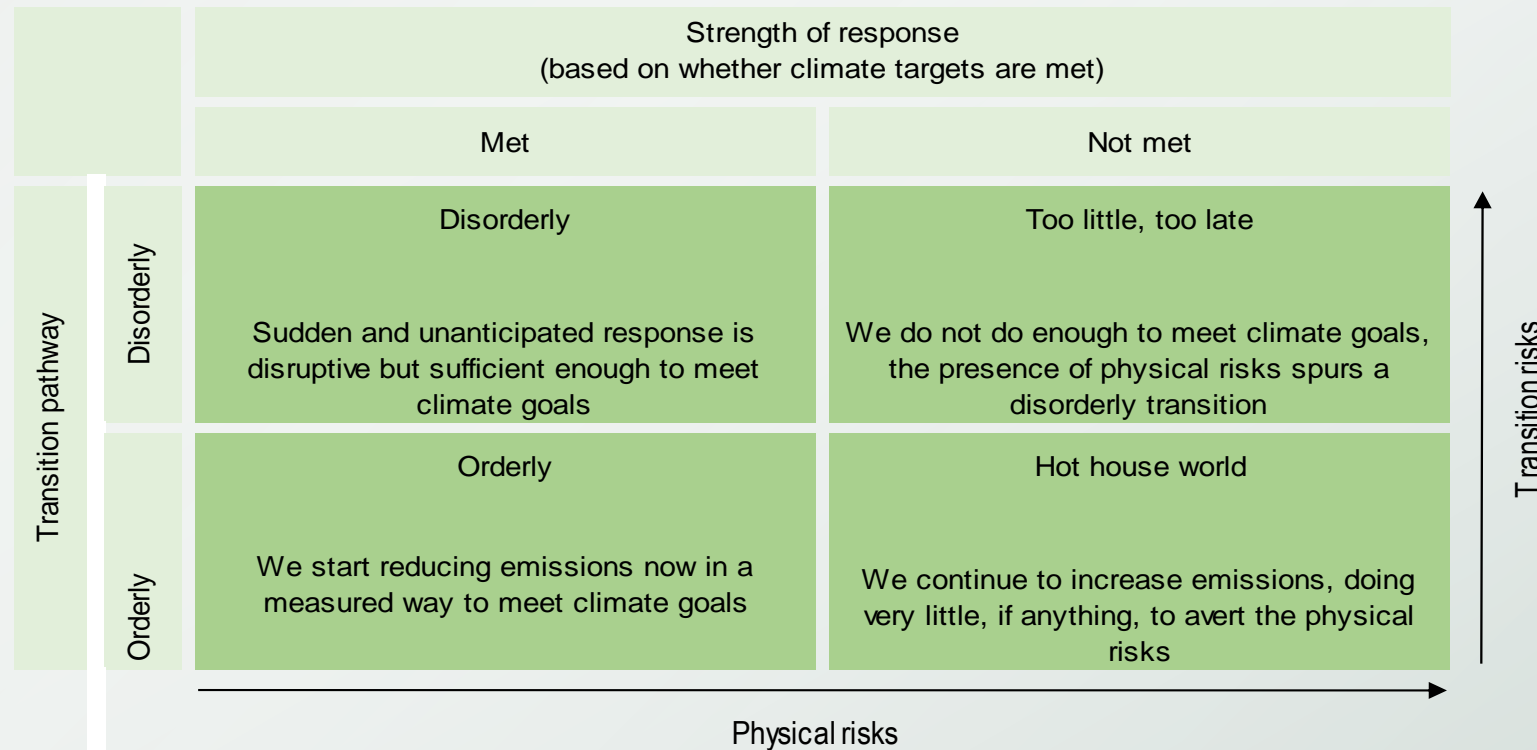 Strength of response
(based on whether climate targets are met)
Met
Not met
Transition pathway
Disorderly
Disorderly
Sudden and unanticipated response is
disruptive but sufficient enough to meet
climate goals
Too little, too late
We do not do enough to meet climate goals,
the presence of physical risks spurs a
disorderly transition
Orderly
Orderly
We start reducing emissions now in a
measured way to meet climate goals
Hot house world
We continue to increase emissions, doing
very little, if anything, to avert the physical
risks
Transition risks
Physical risks